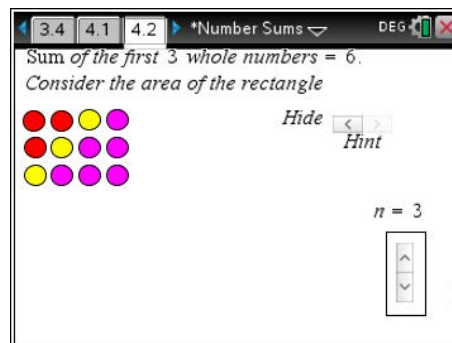 3.4 4.1 4.2 *Number Sums DEG
Sum of the first 3 whole numbers = 6.
Consider the area of the rectangle
Hide
Hint
n = 3